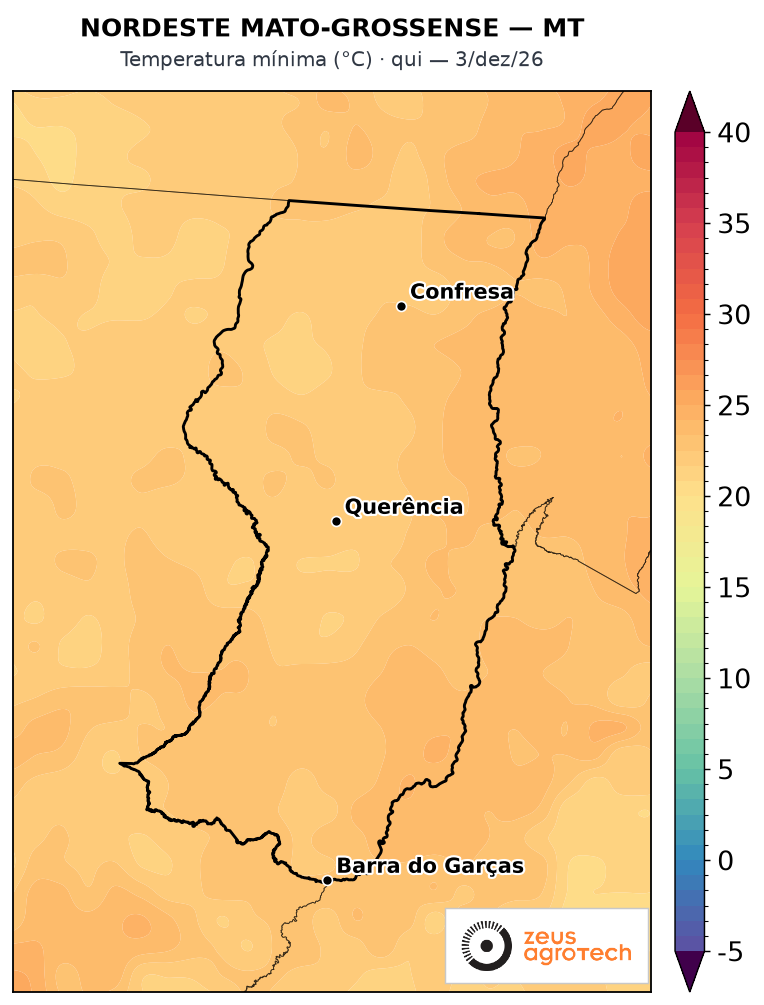 NORDESTE MATO-GROSSENSE — MT
Temperatura mínima (°C) · qui — 3/dez/26
40
35
30
25
20
15
10
5
0
-5
Confresa
Querência
Barra do Garças
zeus
agrotech